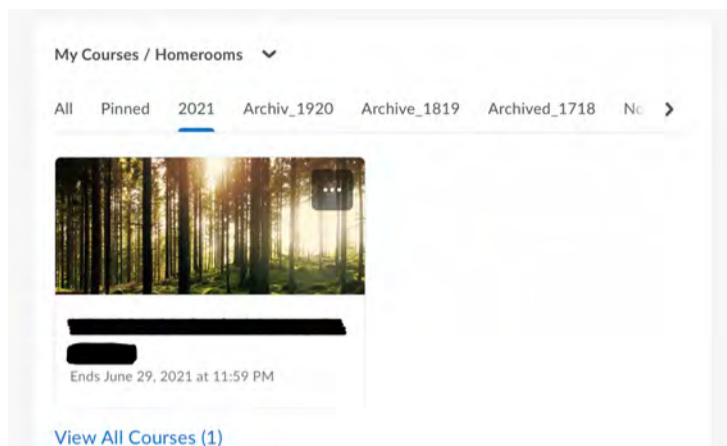 My Courses / Homerooms
All Pinned 2021 Archiv_1920 Archive_1819 Archived_1718 No
Ends June 29, 2021 at 11:59 PM
View All Courses (1)